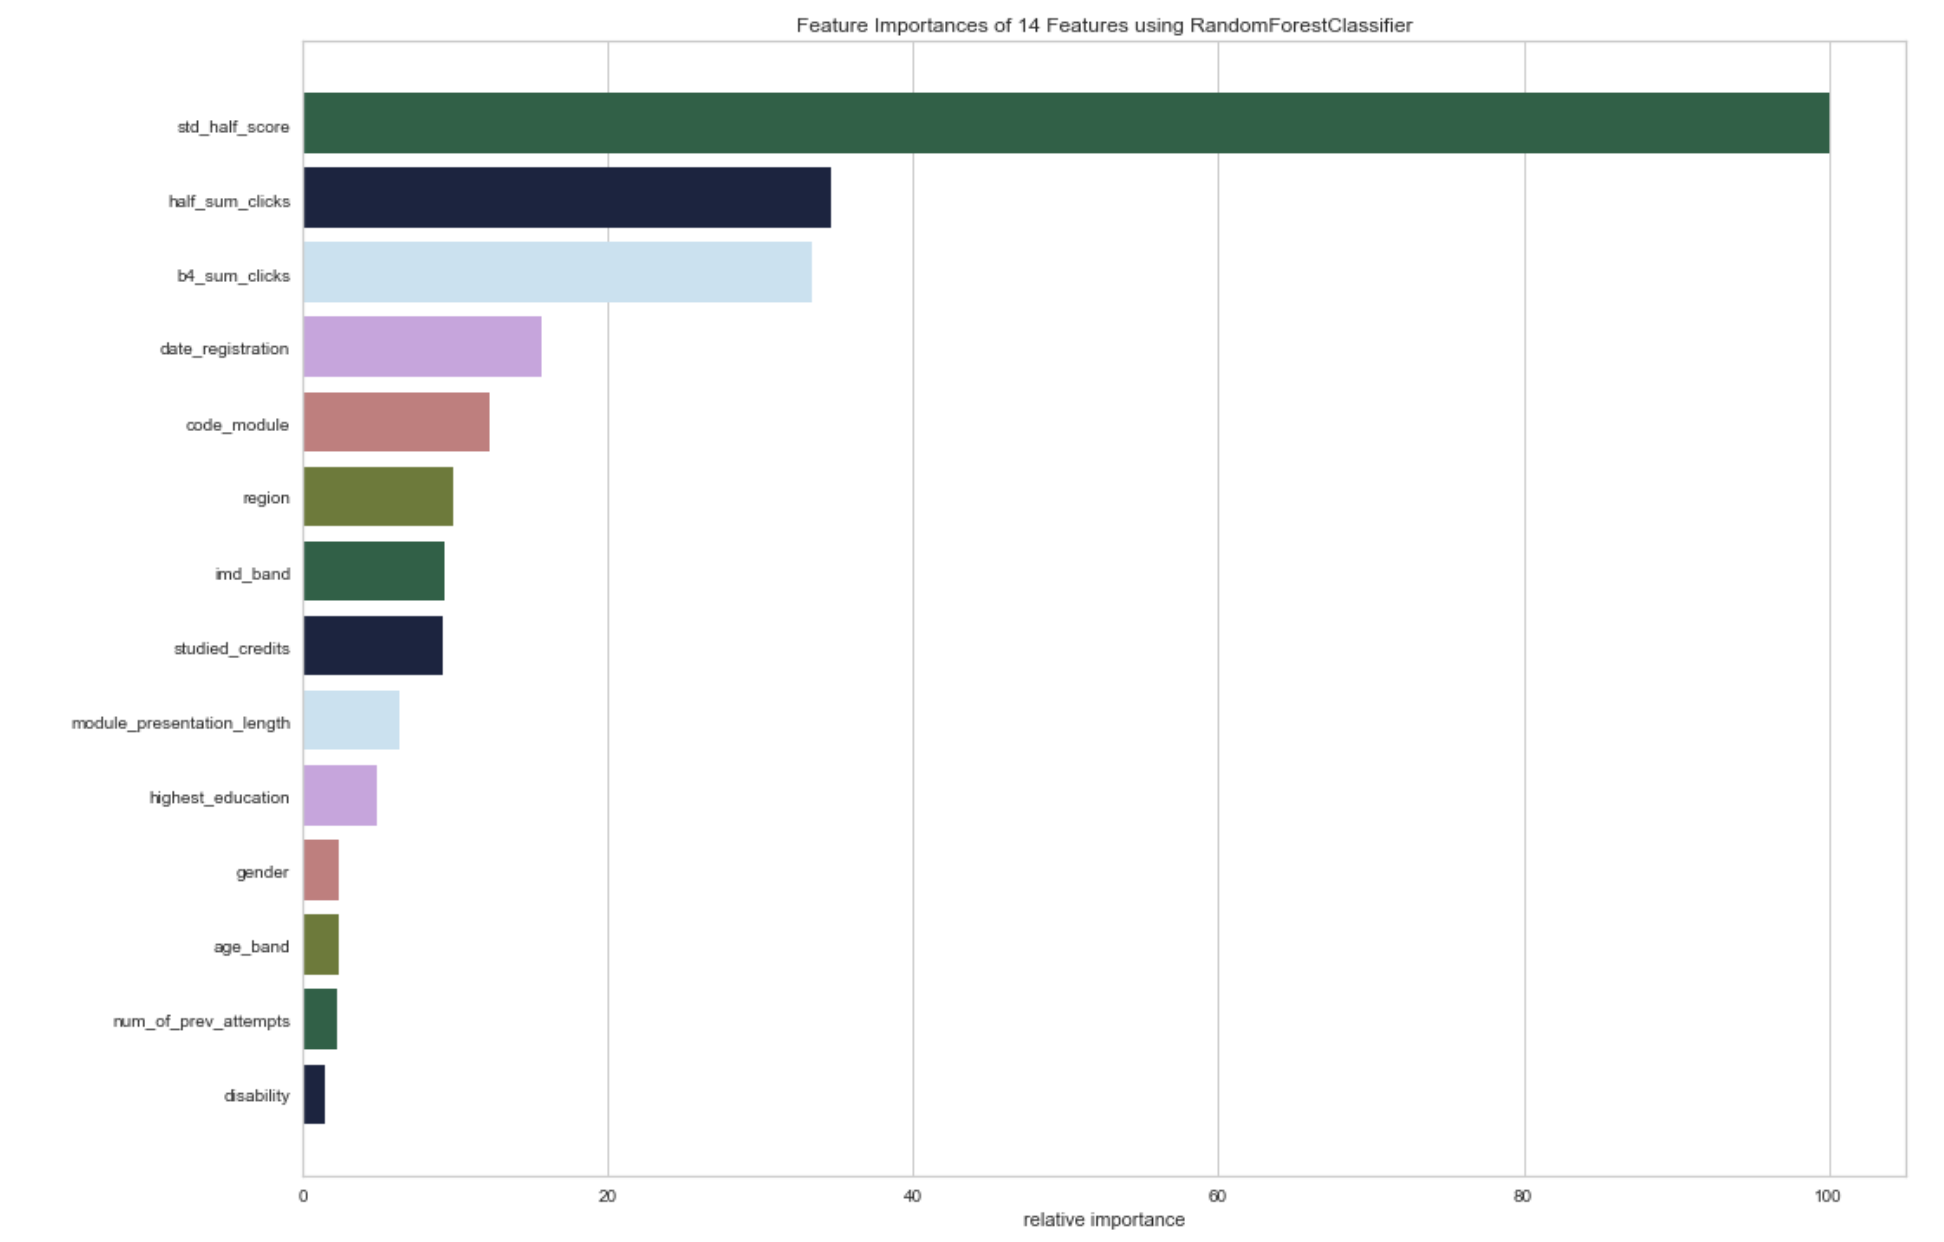 Feature Importances of 14 Features using RandomForestClassifier
std_half_score
half_sum_clicks
b4_sum_clicks
date_registration
code_module
region
imd_band
studied_credits
module_presentation_length
highest_education
gender
age_band
num_of_prev_attempts
disability
0 20 40 60 80 100
relative importance